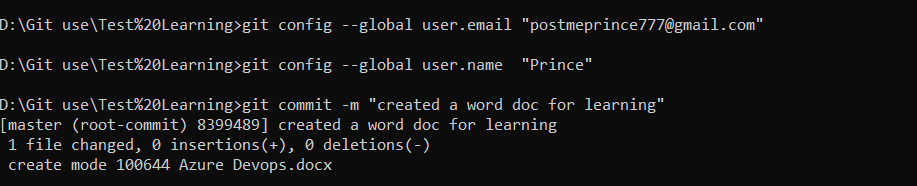 D:\Git use\Test%20Learning>git config --global user.email "postmeprince777@gmail.com"
D:\Git use\Test%20Learning>git config --global user.name  "Prince"
D:\Git use\Test%20Learning>git commit -m "created a word doc for learning"
[master (root-commit) 8399489] created a word doc for learning
 1 file changed, 0 insertions(+), 0 deletions(-)
 create mode 100644 Azure Devops.docx